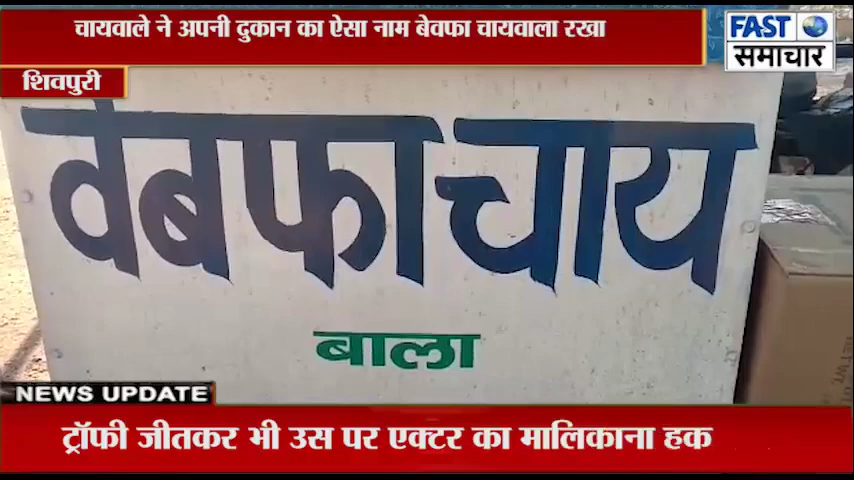 चायवाले ने अपनी दुकान का ऐसा नाम बेवफा चायवाला रखा
FAST
समाचार
शिवपुरी
वेबफा चाय
बाला
NEWS UPDATE
ट्रॉफी जीतकर भी उस पर एक्टर का मालिकाना हक